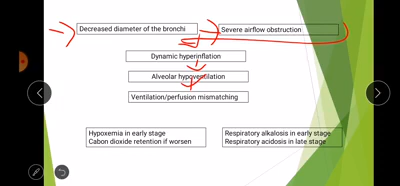 Decreased diameter of the bronchi
Severe airflow obstruction
Dynamic hyperinflation
Alveolar hypoventilation
Ventilation/perfusion mismatching
Hypoxemia in early stage
Cabon dioxide retention if worsen
Respiratory alkalosis in early stage
Respiratory acidosis in late stage